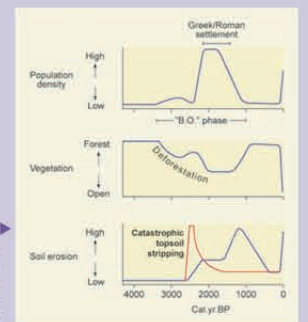 Greek/Roman
settlement
High
Population
density
Low
"B.O." phase
Forest
Vegetation
Deforestation
Open
High
Catastrophic
topsoil
stripping
Soil erosion
Low
4000 3000 2000 1000 0
Cal.yr.BP